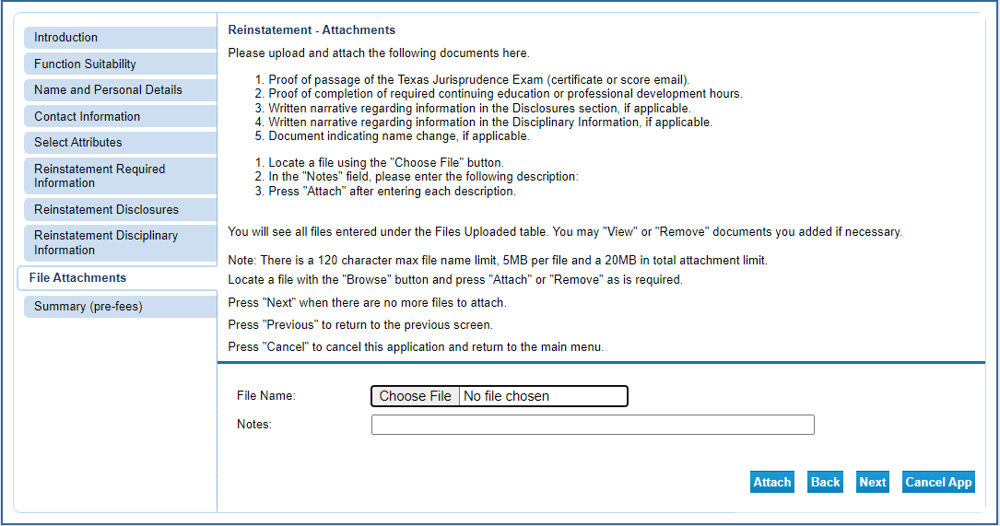 Introduction
Function Suitability
Name and Personal Details
Contact Information
Select Attributes
Reinstatement Required
Information
Reinstatement Disclosures
Reinstatement Disciplinary
Information
File Attachments
Summary (pre-fees)
Reinstatement - Attachments
Please upload and attach the following documents here.
1. Proof of passage of the Texas Jurisprudence Exam (certificate or score email).
2. Proof of completion of required continuing education or professional development hours.
3. Written narrative regarding information in the Disclosures section, if applicable.
4. Written narrative regarding information in the Disciplinary Information, if applicable.
5. Document indicating name change, if applicable.
1. Locate a file using the "Choose File" button.
2. In the "Notes" field, please enter the following description:
3. Press "Attach" after entering each description.
You will see all files entered under the Files Uploaded table. You may "View" or "Remove" documents you added if necessary.
Note: There is a 120 character max file name limit, 5MB per file and a 20MB in total attachment limit.
Locate a file with the "Browse" button and press "Attach" or "Remove" as is required.
Press "Next" when there are no more files to attach.
Press "Previous" to return to the previous screen.
Press "Cancel" to cancel this application and return to the main menu.
File Name: Choose File No file chosen
Notes:
Attach Back Next Cancel App